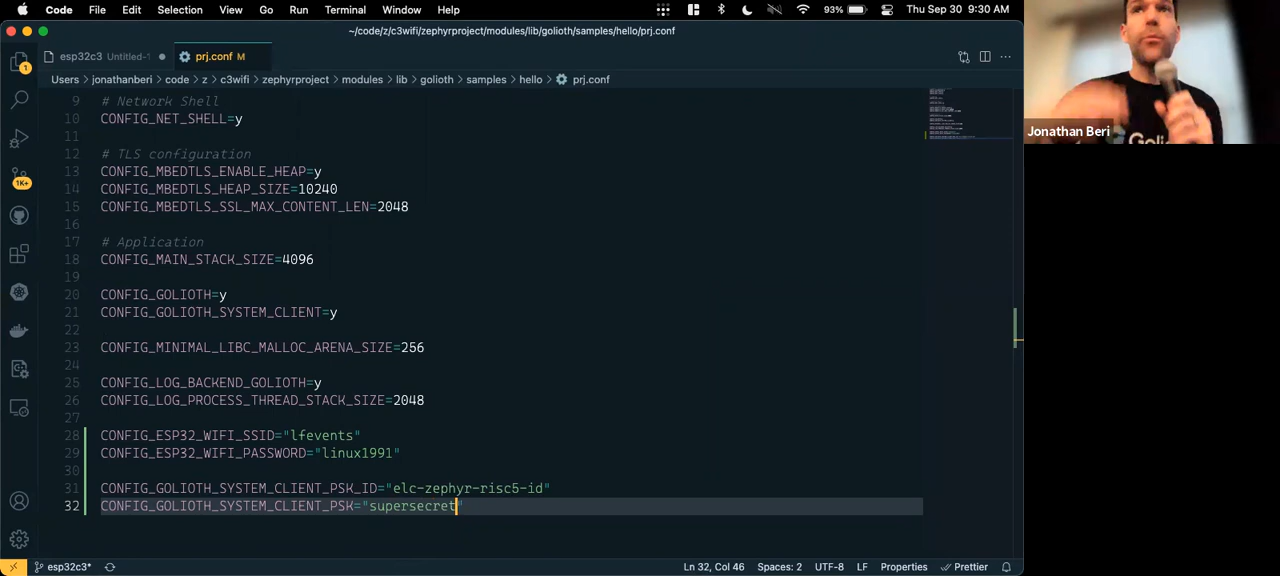 Code File Edit Selection View Go Run Terminal Window Help 93% Thu Sep 30 9:30 AM
~/code/z/c3wifi/zephyrproject/modules/lib/golioth/samples/hello/prj.conf
esp32c3 Untitled-1 prj.conf M
Users > jonathanberi > code > z > c3wifi > zephyrproject > modules > lib > golioth > samples > hello > prj.conf
9 # Network Shell
10 CONFIG_NET_SHELL=y
11
12 # TLS configuration
13 CONFIG_MBEDTLS_ENABLE_HEAP=y
14 CONFIG_MBEDTLS_HEAP_SIZE=10240
15 CONFIG_MBEDTLS_SSL_MAX_CONTENT_LEN=2048
16
17 # Application
18 CONFIG_MAIN_STACK_SIZE=4096
19
20 CONFIG_GOLIOTH=y
21 CONFIG_GOLIOTH_SYSTEM_CLIENT=y
22
23 CONFIG_MINIMAL_LIBC_MALLOC_ARENA_SIZE=256
24
25 CONFIG_LOG_BACKEND_GOLIOTH=y
26 CONFIG_LOG_PROCESS_THREAD_STACK_SIZE=2048
27
28 CONFIG_ESP32_WIFI_SSID="lfevents"
29 CONFIG_ESP32_WIFI_PASSWORD="linux1991"
30
31 CONFIG_GOLIOTH_SYSTEM_CLIENT_PSK_ID="elc-zephyr-risc5-id"
32 CONFIG_GOLIOTH_SYSTEM_CLIENT_PSK="supersecret"
1
1K+
esp32c3* Ln 32, Col 46 Spaces: 2 UTF-8 LF Properties Prettier
Jonathan Beri